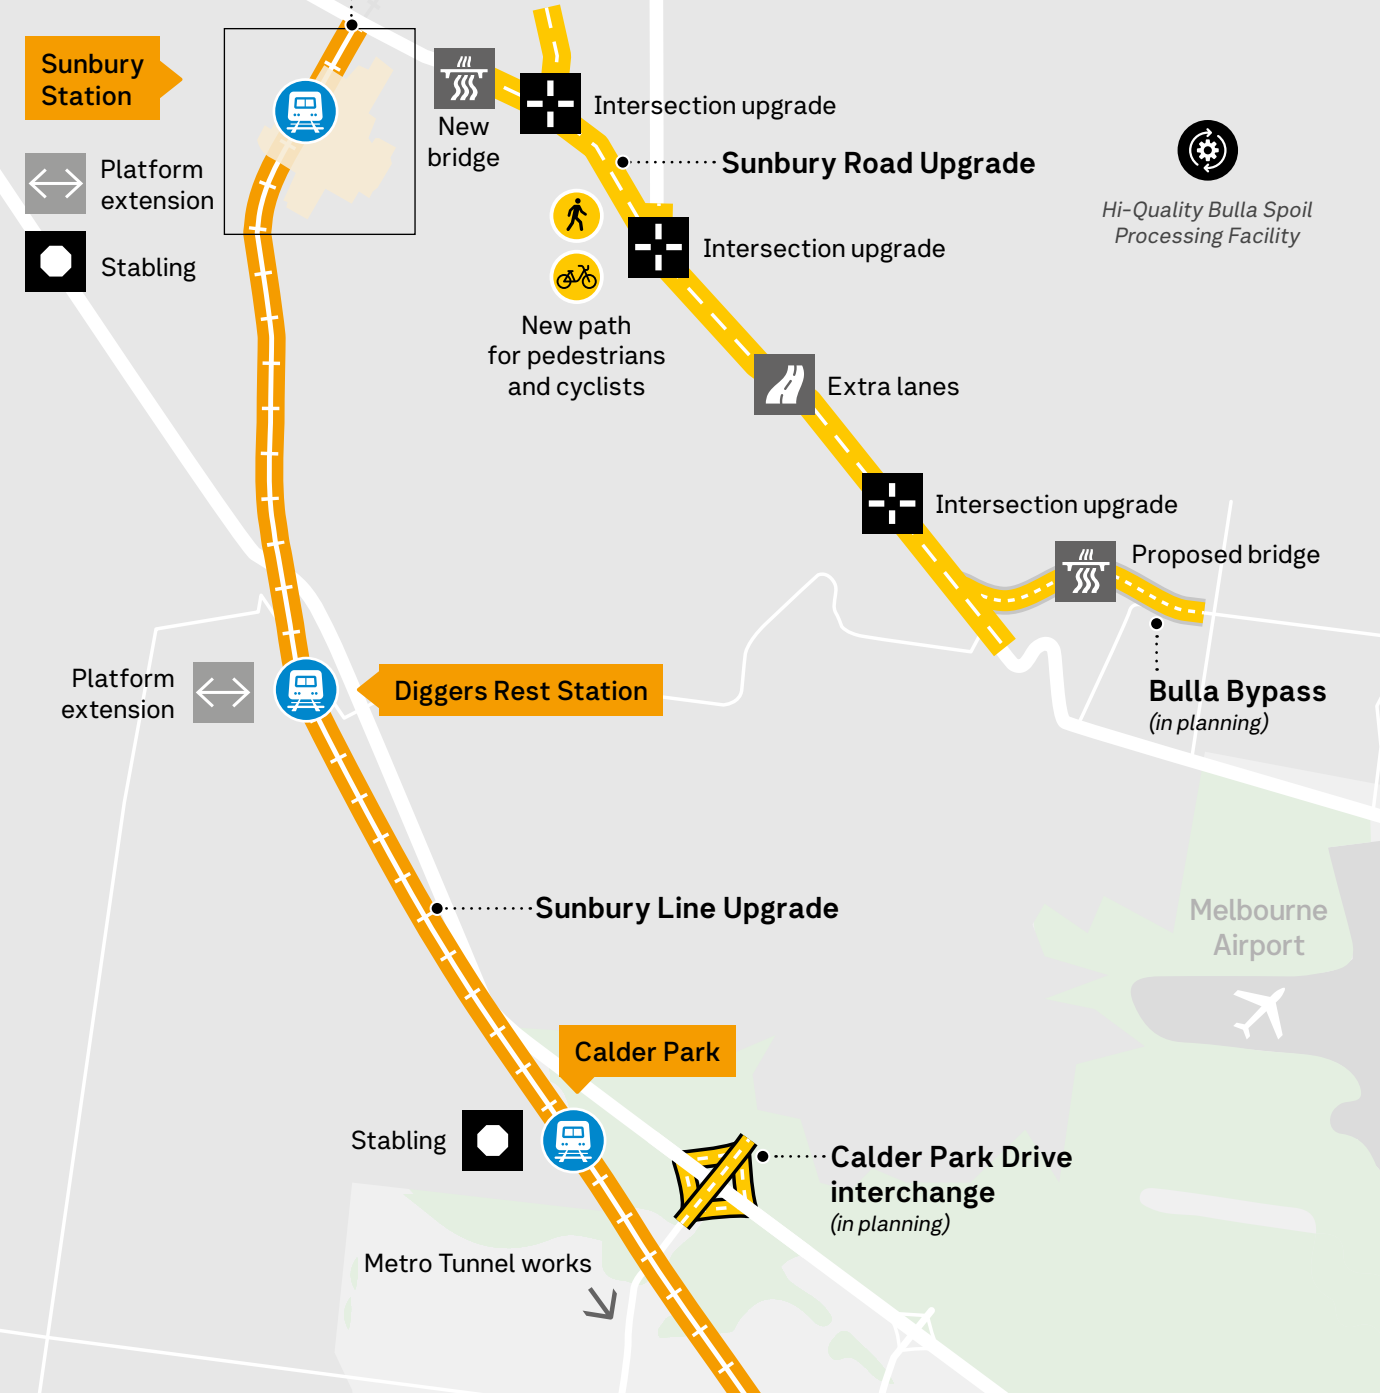 Sunbury
Station
Platform
extension
Stabling
New
bridge
Intersection upgrade
Sunbury Road Upgrade
Hi-Quality Bulla Spoil
Processing Facility
Intersection upgrade
New path
for pedestrians
and cyclists
Extra lanes
Intersection upgrade
Proposed bridge
Bulla Bypass
(in planning)
Platform
extension
Diggers Rest Station
Sunbury Line Upgrade
Melbourne
Airport
Calder Park
Stabling
Calder Park Drive
interchange
(in planning)
Metro Tunnel works